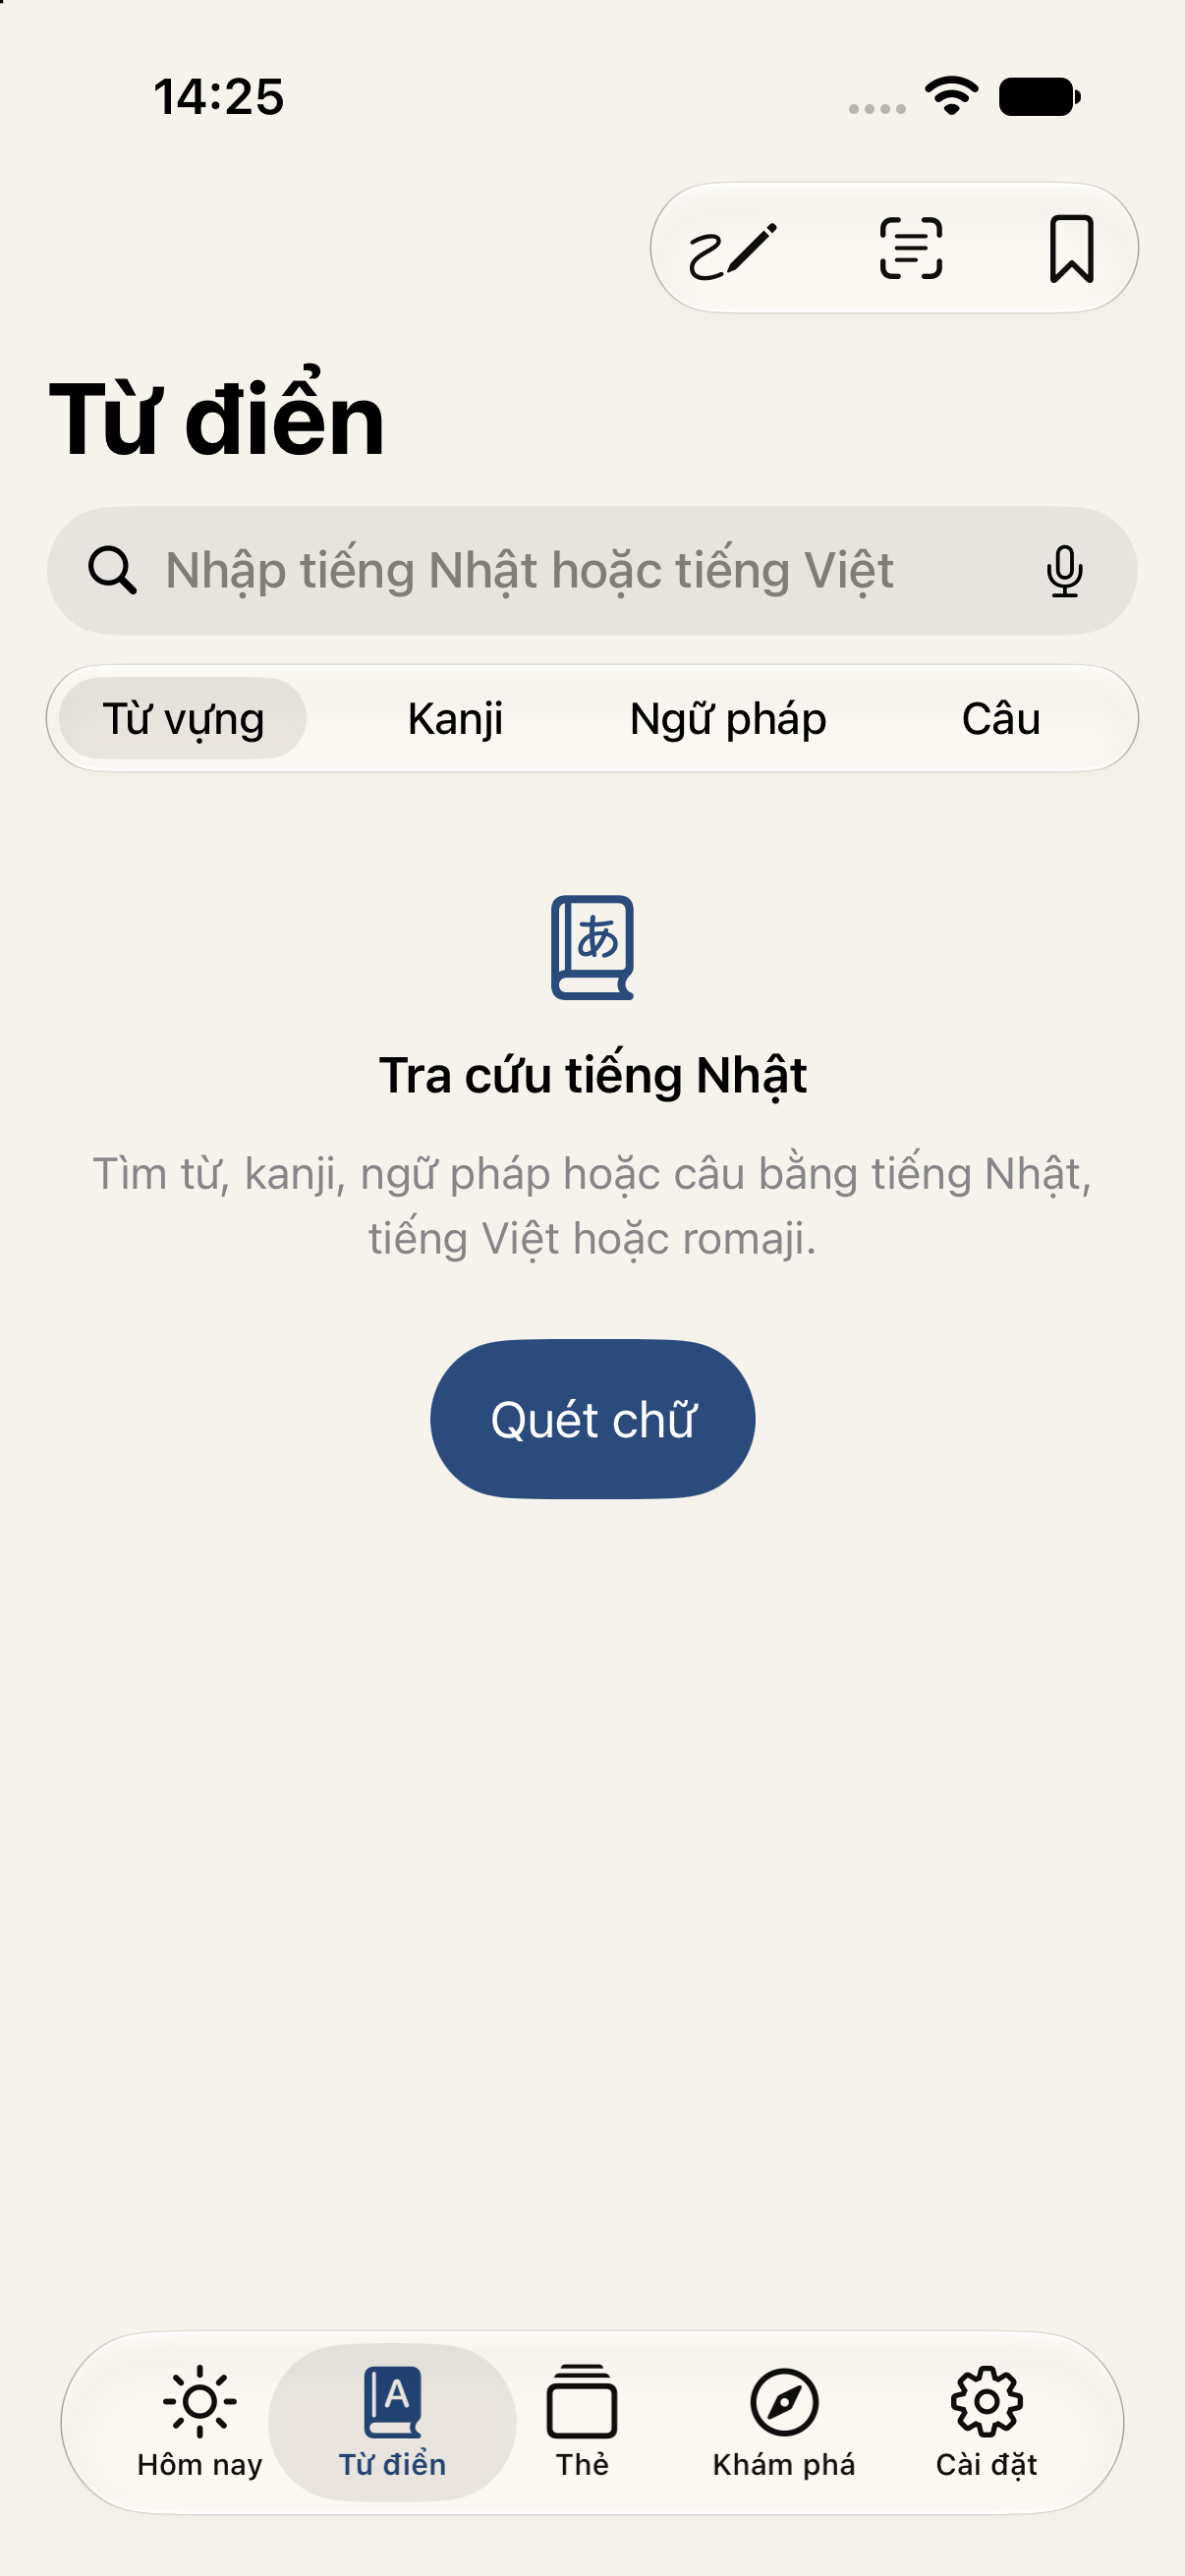 14:25
Từ điển
Nhập tiếng Nhật hoặc tiếng Việt
Từ vựng
Kanji
Ngữ pháp
Câu
あ
Tra cứu tiếng Nhật
Tìm từ, kanji, ngữ pháp hoặc câu bằng tiếng Nhật,
tiếng Việt hoặc romaji.
Quét chữ
A
Hôm nay
Từ điển
Thẻ
Khám phá
Cài đặt